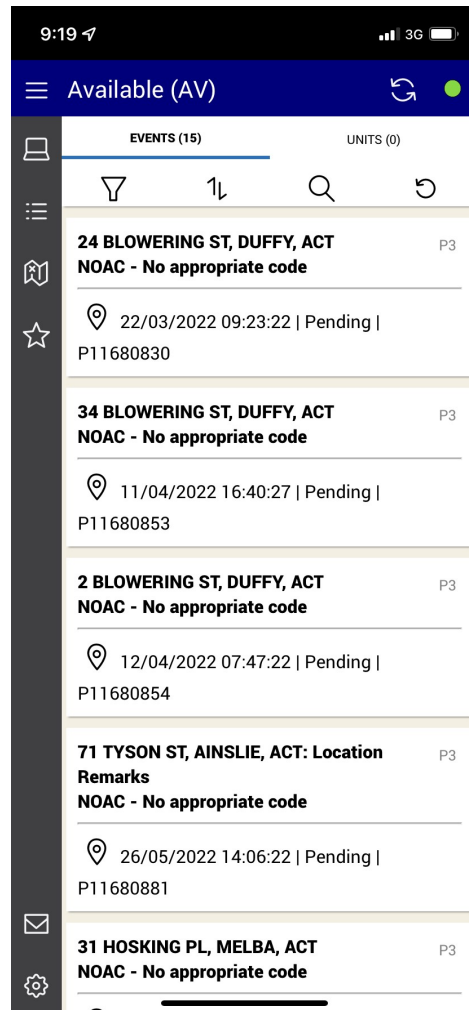 9:19
3G
Available (AV)
EVENTS (15)
UNITS (0)
24 BLOWERING ST, DUFFY, ACT
P3
NOAC - No appropriate code
22/03/2022 09:23:22 | Pending |
P11680830
34 BLOWERING ST, DUFFY, ACT
P3
NOAC - No appropriate code
11/04/2022 16:40:27 | Pending |
P11680853
2 BLOWERING ST, DUFFY, ACT
P3
NOAC - No appropriate code
12/04/2022 07:47:22 | Pending |
P11680854
71 TYSON ST, AINSLIE, ACT: Location
P3
Remarks
NOAC - No appropriate code
26/05/2022 14:06:22 | Pending |
P11680881
31 HOSKING PL, MELBA, ACT
P3
NOAC - No appropriate code